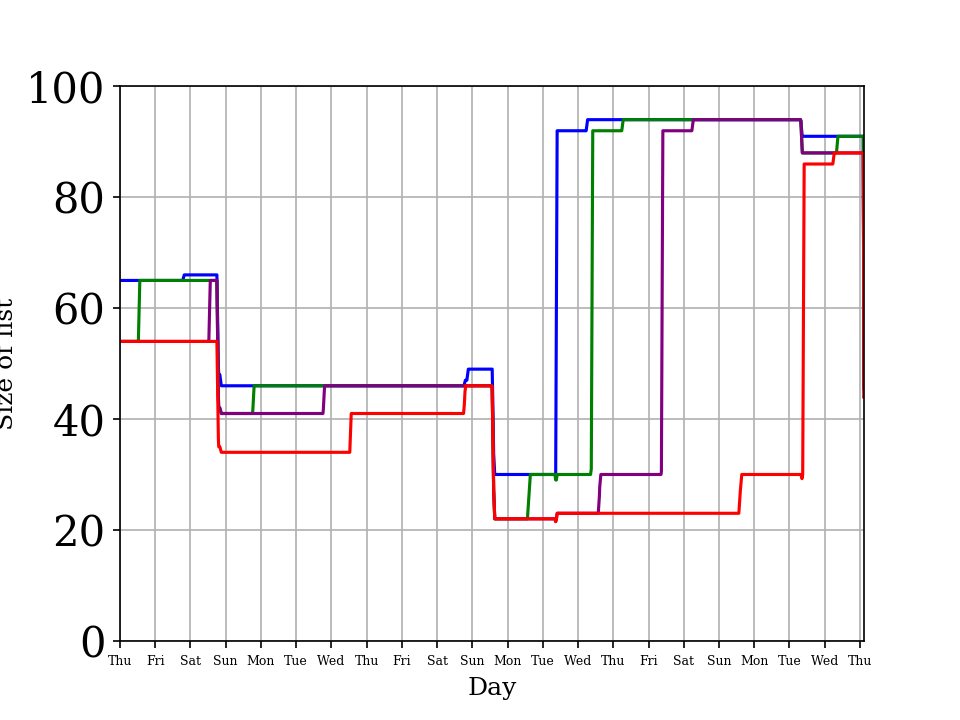 100
80
60
40
20
0
Size of list
Thu Fri Sat Sun Mon Tue Wed Thu Fri Sat Sun Mon Tue Wed Thu Fri Sat Sun Mon Tue Wed Thu
Day